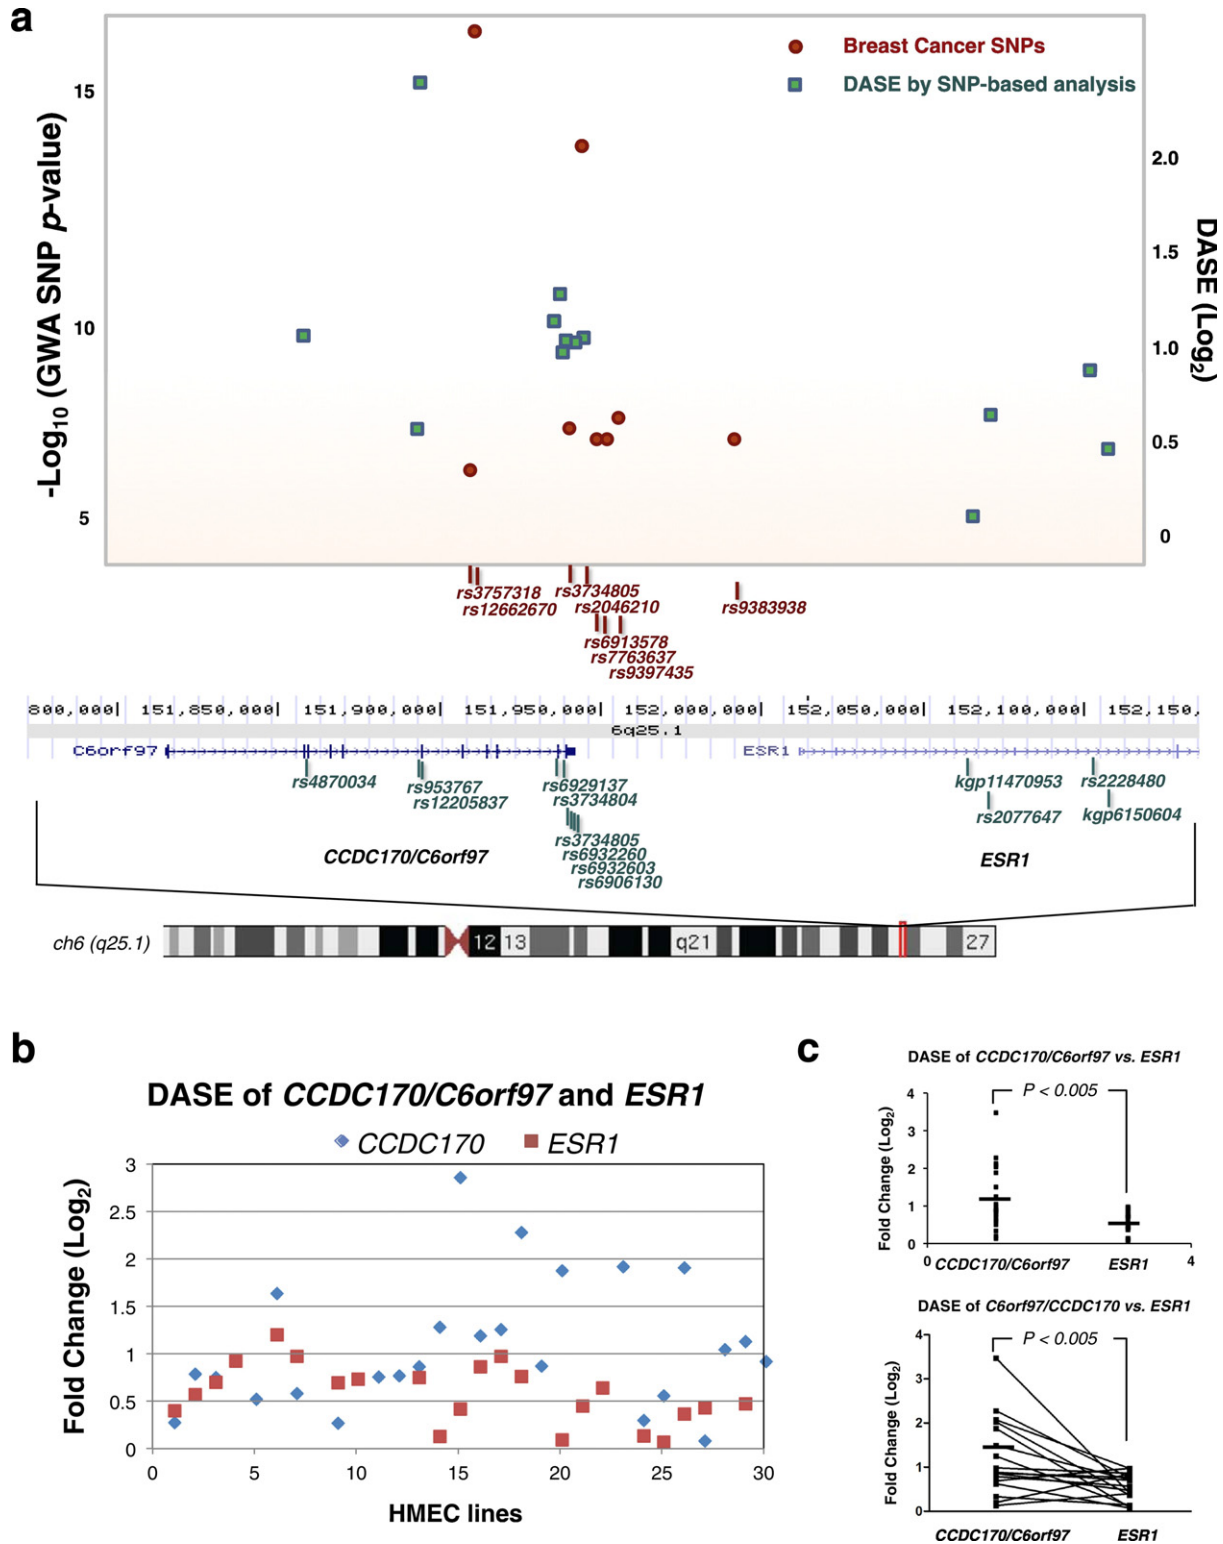 a
Breast Cancer SNPs
DASE by SNP-based analysis
-Log10 (GWA SNP p-value)
15
10
5
DASE (Log2)
2.0
1.5
1.0
0.5
0
rs3757318
rs12662670
rs3734805
rs2046210
rs6913578
rs7763637
rs9397435
rs9383938
800,000| 151,850,000| 151,900,000| 151,950,000| 152,000,000| 152,050,000| 152,100,000| 152,150,
6q25.1
C6orf97
ESR1
rs4870034
rs953767
rs12205837
rs6929137
rs3734804
rs3734805
rs6932260
rs6932603
rs6906130
kgp11470953
rs2077647
rs2228480
kgp6150604
CCDC170/C6orf97
ESR1
ch6 (q25.1)
12 13 q21 27
b
DASE of CCDC170/C6orf97 and ESR1
CCDC170 ESR1
Fold Change (Log2)
3
2.5
2
1.5
1
0.5
0
0 5 10 15 20 25 30
HMEC lines
c
DASE of CCDC170/C6orf97 vs. ESR1
P < 0.005
Fold Change (Log2)
4
3
2
1
0
0 CCDC170/C6orf97 ESR1 4
DASE of C6orf97/CCDC170 vs. ESR1
P < 0.005
Fold Change (Log2)
4
3
2
1
0
CCDC170/C6orf97 ESR1